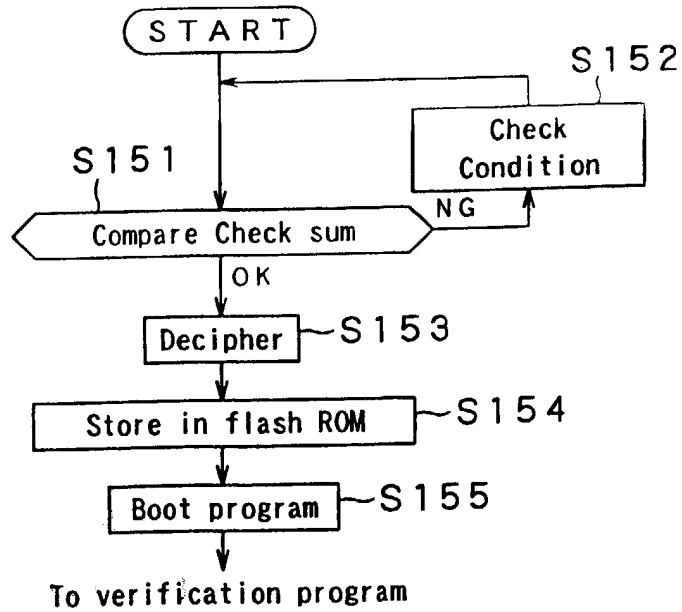 START
S152
Check
Condition
S151
NG
Compare Check sum
OK
Decipher
S153
Store in flash ROM
S154
Boot program
S155
To verification program